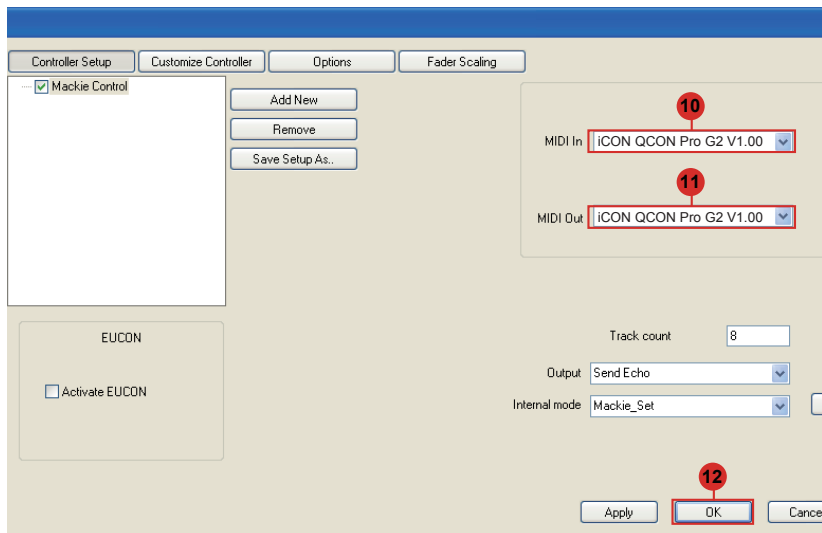 Controller Setup Customize Controller Options Fader Scaling
Mackie Control
Add New
Remove
Save Setup As..
10
MIDI In iCON QCON Pro G2 V1.00
11
MIDI Out iCON QCON Pro G2 V1.00
EUCON
Activate EUCON
Track count 8
Output Send Echo
Internal mode Mackie_Set
12
Apply OK Cance